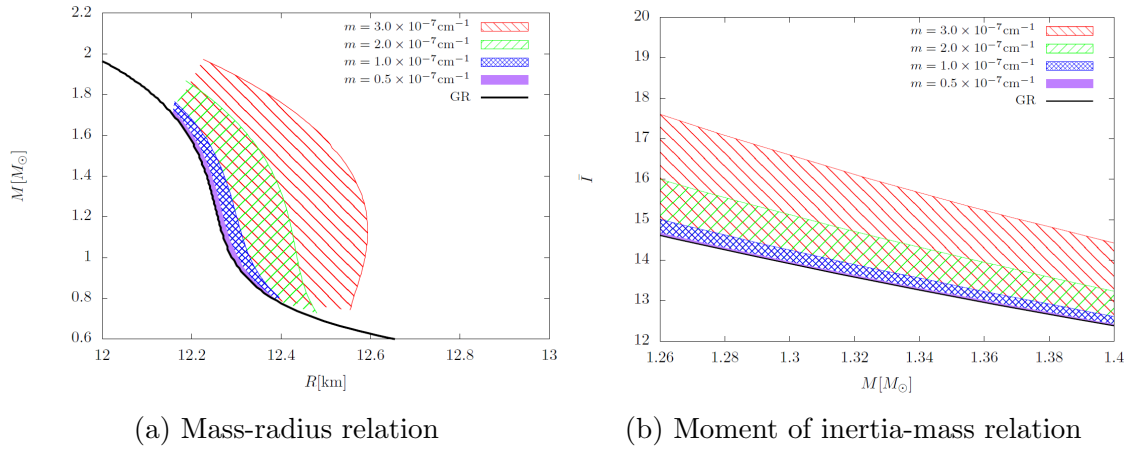 2.2
2
1.8
1.6
1.4
1.2
1
0.8
0.6
M[M⊙]
m = 3.0 × 10⁻⁷cm⁻¹
m = 2.0 × 10⁻⁷cm⁻¹
m = 1.0 × 10⁻⁷cm⁻¹
m = 0.5 × 10⁻⁷cm⁻¹
GR
12 12.2 12.4 12.6 12.8 13
R[km]
(a) Mass-radius relation
20
19
18
17
16
15
14
13
12
Ī
m = 3.0 × 10⁻⁷cm⁻¹
m = 2.0 × 10⁻⁷cm⁻¹
m = 1.0 × 10⁻⁷cm⁻¹
m = 0.5 × 10⁻⁷cm⁻¹
GR
1.26 1.28 1.3 1.32 1.34 1.36 1.38 1.4
M[M⊙]
(b) Moment of inertia-mass relation